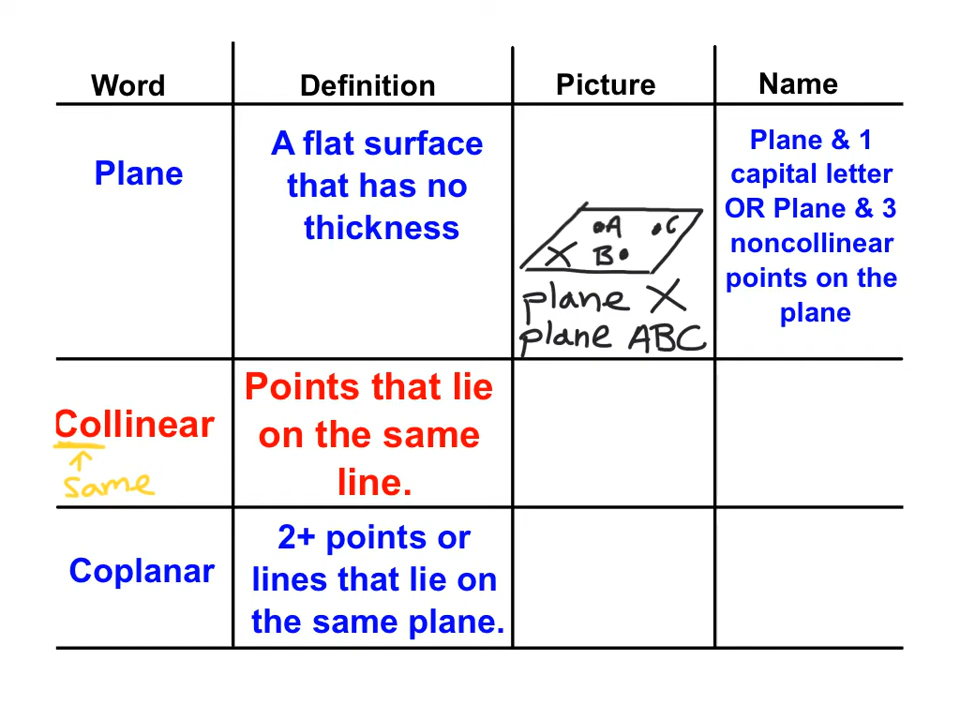 Word Definition Picture Name
Plane
A flat surface
that has no
thickness
A C
X B
plane X
plane ABC
Plane & 1
capital letter
OR Plane & 3
noncollinear
points on the
plane
Collinear
same
Points that lie
on the same
line.
Coplanar
2+ points or
lines that lie on
the same plane.